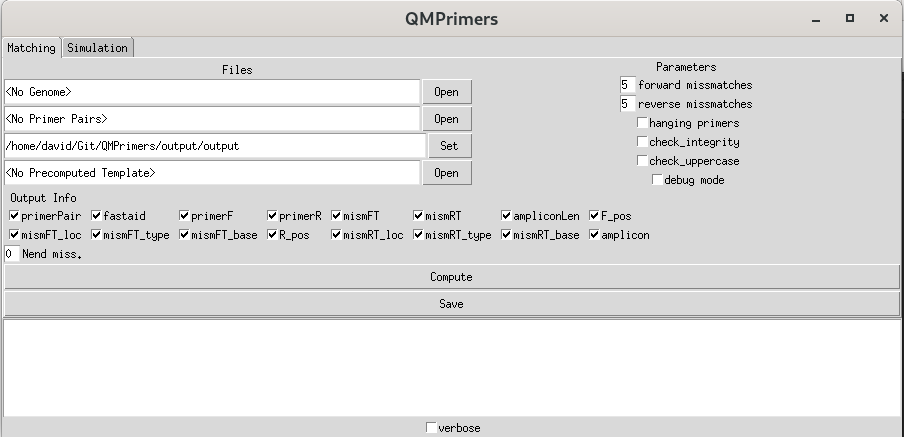 QMPrimers
Matching Simulation
Files
<No Genome> Open
<No Primer Pairs> Open
/home/david/Git/QMPrimers/output/output Set
<No Precomputed Template> Open
Parameters
5 forward missmatches
5 reverse missmatches
hanging primers
check_integrity
check_uppercase
debug mode
Output Info
primerPair fastaid primerF primerR mismFT mismRT ampliconLen F_pos
mismFT_loc mismFT_type mismFT_base R_pos mismRT_loc mismRT_type mismRT_base amplicon
0 Nend miss.
Compute
Save
verbose